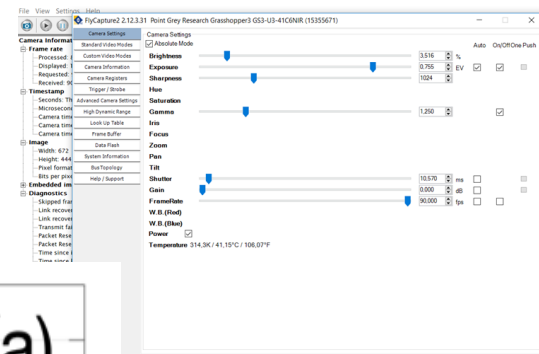 File View Settings Help
FlyCapture2 2.12.3.31 Point Grey Research Grasshopper3 GS3-U3-41C6NIR (15355671)
Camera Informat
Frame rate
Processed:
Displayed:
Requested:
Received:
Timestamp
Seconds: Th
Microsecon
Camera time
Camera time
Camera time
Image
Width: 672
Height: 444
Pixel format
Bits per pixe
Embedded im
Diagnostics
Skipped frar
Link recover
Link recover
Transmit fai
Packet Rese
Packet Rese
Time since i
Time since
Camera Settings
Standard Video Modes
Custom Video Modes
Camera Information
Camera Registers
Trigger / Strobe
Advanced Camera Settings
High Dynamic Range
Look Up Table
Frame Buffer
Data Flash
System Information
Bus Topology
Help / Support
Camera Settings
Absolute Mode
Auto On/Off One Push
Brightness 3,516 %
Exposure 0.755 EV
Sharpness 1024
Hue
Saturation
Gamma 1,250
Iris
Focus
Zoom
Pan
Tilt
Shutter 10,570 ms
Gain 0.000 dB
FrameRate 90.000 fps
W.B.(Red)
W.B.(Blue)
Power
Temperature 314,3K / 41,15°C / 106,07°F
a)